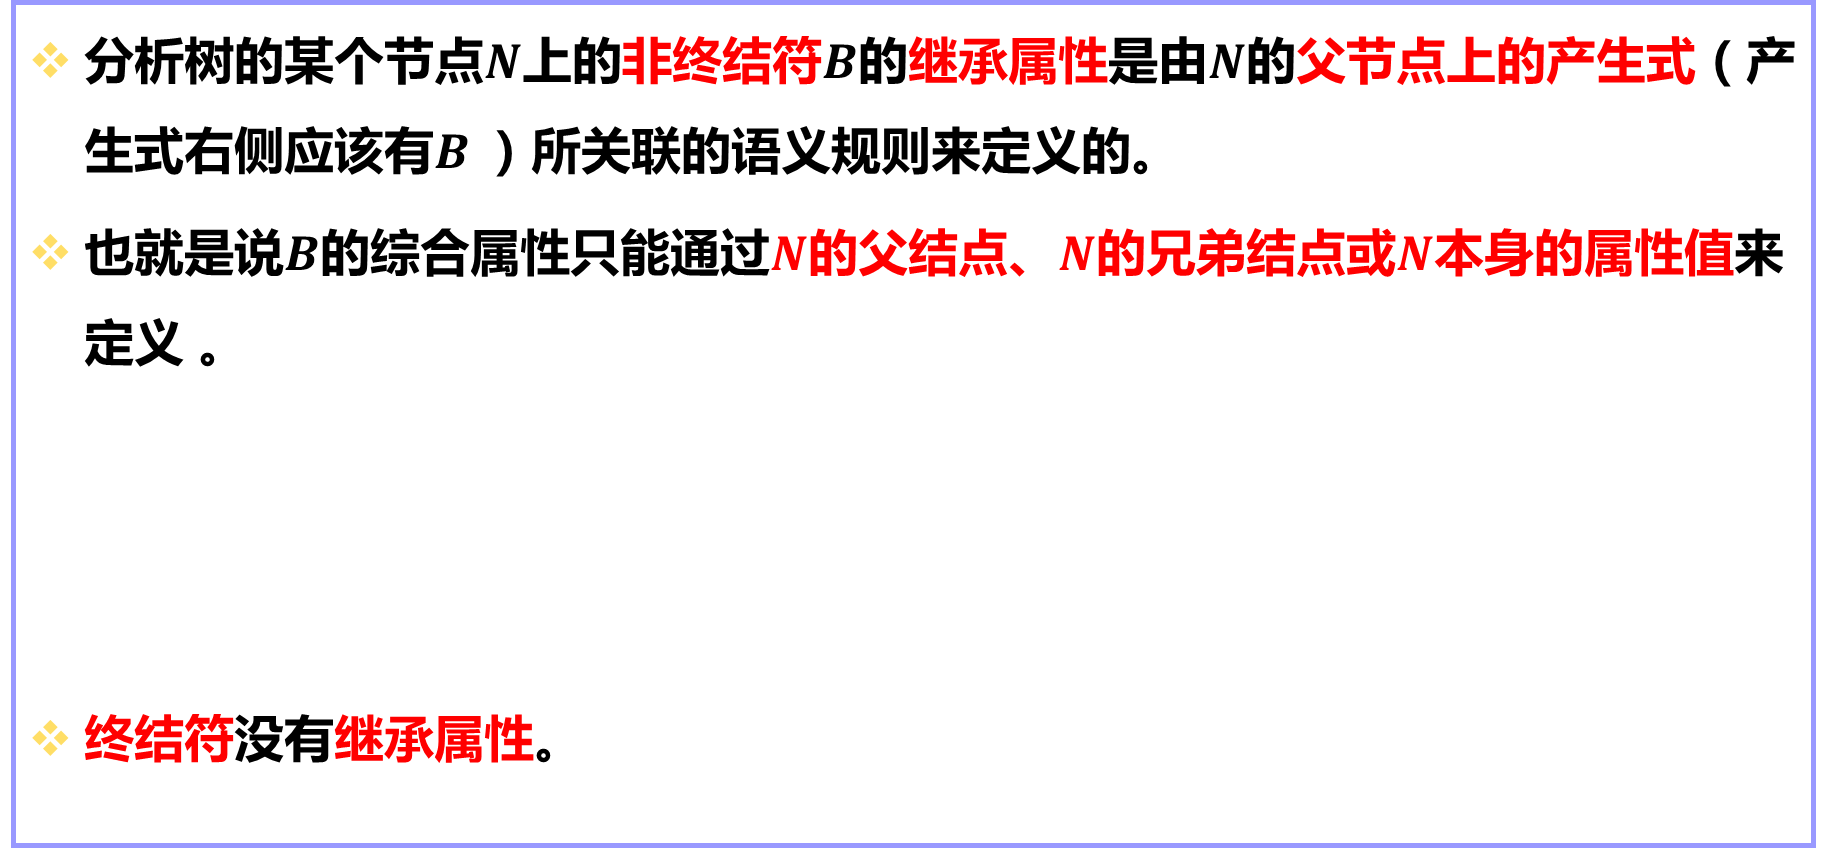 分析树的某个节点N上的非终结符B的继承属性是由N的父节点上的产生式（产
生式右侧应该有B ）所关联的语义规则来定义的。
也就是说B的综合属性只能通过N的父结点、N的兄弟结点或N本身的属性值来
定义 。
终结符没有继承属性。